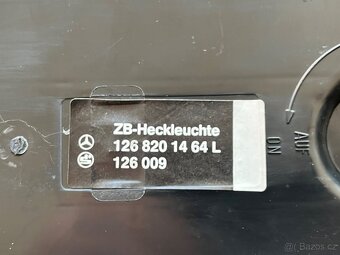 ZB-Heckleuchte
126 820 14 64 L
126 009
AUF
ON
© Bazos.cz